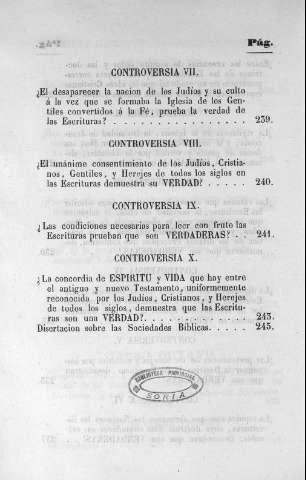 Pág.
CONTROVERSIA VII.
¿El desaparecer la nacion de los Judíos y su culto
á la vez que se formaba la Iglesia de los Gen-
tiles convertidos á la Fé, prueba la verdad de
las Escrituras? . . . . . . . . . . . . . . 239.
CONTROVERSIA VIII.
¿El unánime consentimiento de los Judíos, Cristia-
nos, Gentiles, y Herejes de todos los siglos en
las Escrituras demuestra su VERDAD? . . . . . 240.
CONTROVERSIA IX.
¿Las condiciones necesarias para leer con fruto las
Escrituras prueban que son VERDADERAS? . . 241.
CONTROVERSIA X.
¿La concordia de ESPIRITU y VIDA que hay entre
el antiguo y nuevo Testamento, uniformemente
reconocida por los Judíos, Cristianos, y Herejes
de todos los siglos, demuestra que las Escritu-
ras son una VERDAD?. . . . . . . . . . . . 243.
Disertacion sobre las Sociedades Bíblicas. . . . . 245.
BIBLIOTECA PROVINCIAL
SORIA